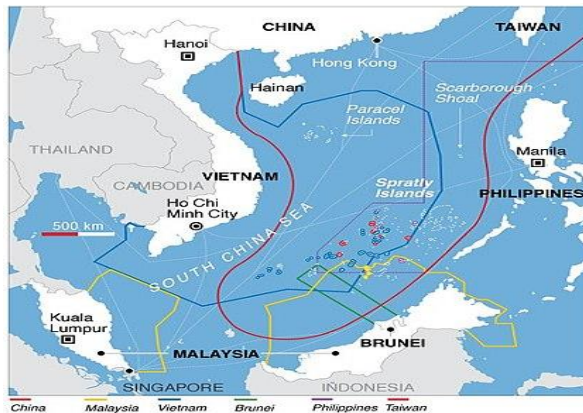 CHINA
TAIWAN
Hanoi
Hong Kong
Hainan
Paracel
Islands
Scarborough
Shoal
THAILAND
VIETNAM
Manila
CAMBODIA
Spratly
Islands
PHILIPPINES
Ho Chi
Minh City
500 km
SOUTH CHINA SEA
Kuala
Lumpur
MALAYSIA
BRUNEI
SINGAPORE
INDONESIA
China
Malaysia
Vietnam
Brunei
Philippines
Taiwan